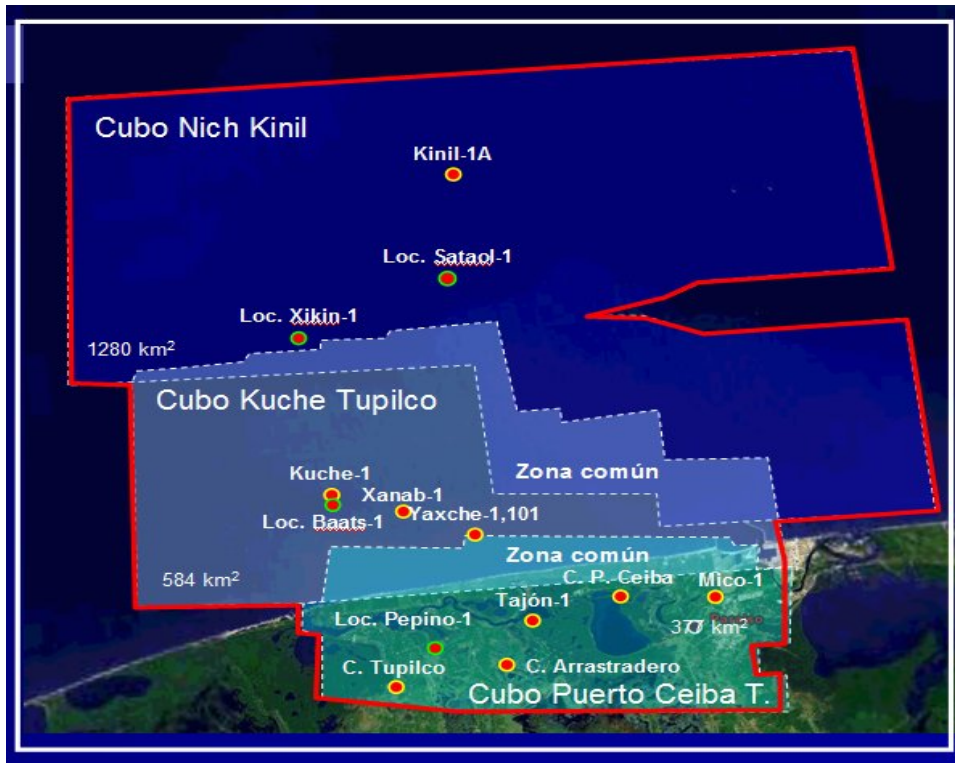 Cubo Nich Kinil
Kinil-1A
Loc. Sataol-1
Loc. Xikin-1
1280 km²
Cubo Kuche Tupilco
Zona común
Kuche-1
Xanab-1
Loc. Baats-1
Yaxche-1,101
Zona común
584 km²
C. P. Ceiba
Mico-1
Tajón-1
Loc. Pepino-1
377 km²
C. Tupilco
C. Arrastradero
Cubo Puerto Ceiba T.